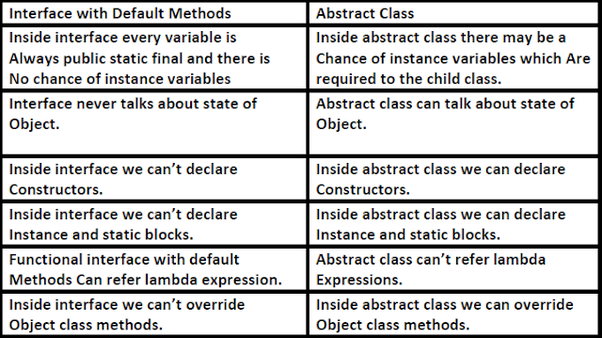 Interface with Default Methods
Abstract Class
Inside interface every variable is
Always public static final and there is
No chance of instance variables
Inside abstract class there may be a
Chance of instance variables which Are
required to the child class.
Interface never talks about state of
Object.
Abstract class can talk about state of
Object.
Inside interface we can’t declare
Constructors.
Inside abstract class we can declare
Constructors.
Inside interface we can’t declare
Instance and static blocks.
Inside abstract class we can declare
Instance and static blocks.
Functional interface with default
Methods Can refer lambda expression.
Abstract class can’t refer lambda
Expressions.
Inside interface we can’t override
Object class methods.
Inside abstract class we can override
Object class methods.